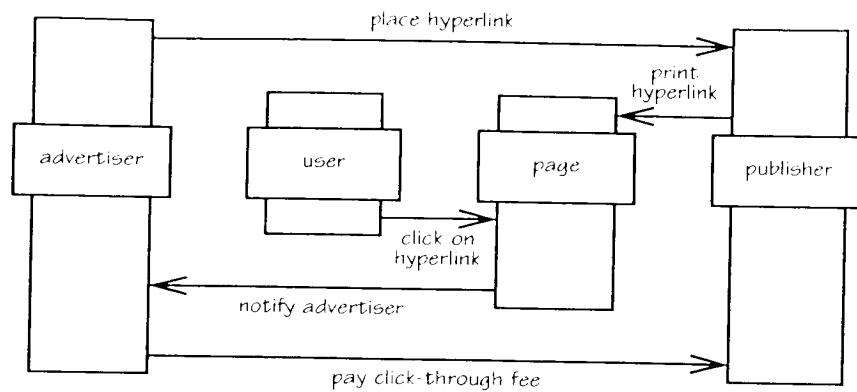 place hyperlink
print
hyperlink
advertiser
user
page
publisher
click on
hyperlink
notify advertiser
pay click-through fee